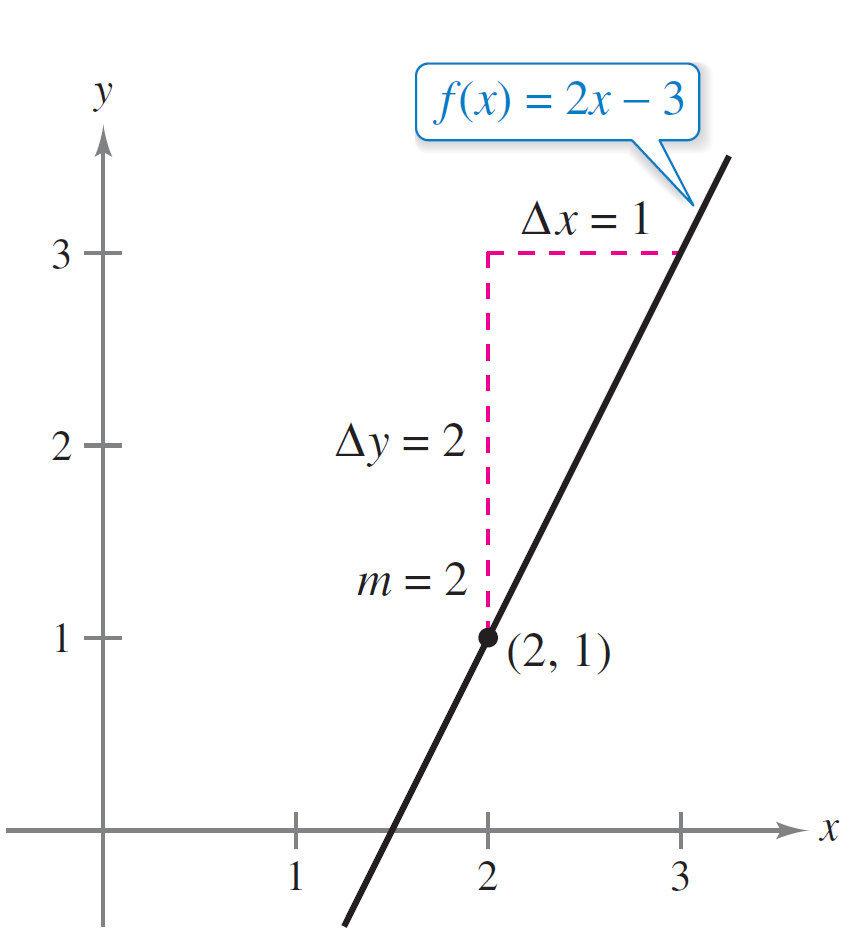 y
f(x) = 2x − 3
Δx = 1
3
Δy = 2
2
m = 2
1
(2, 1)
x
1 2 3